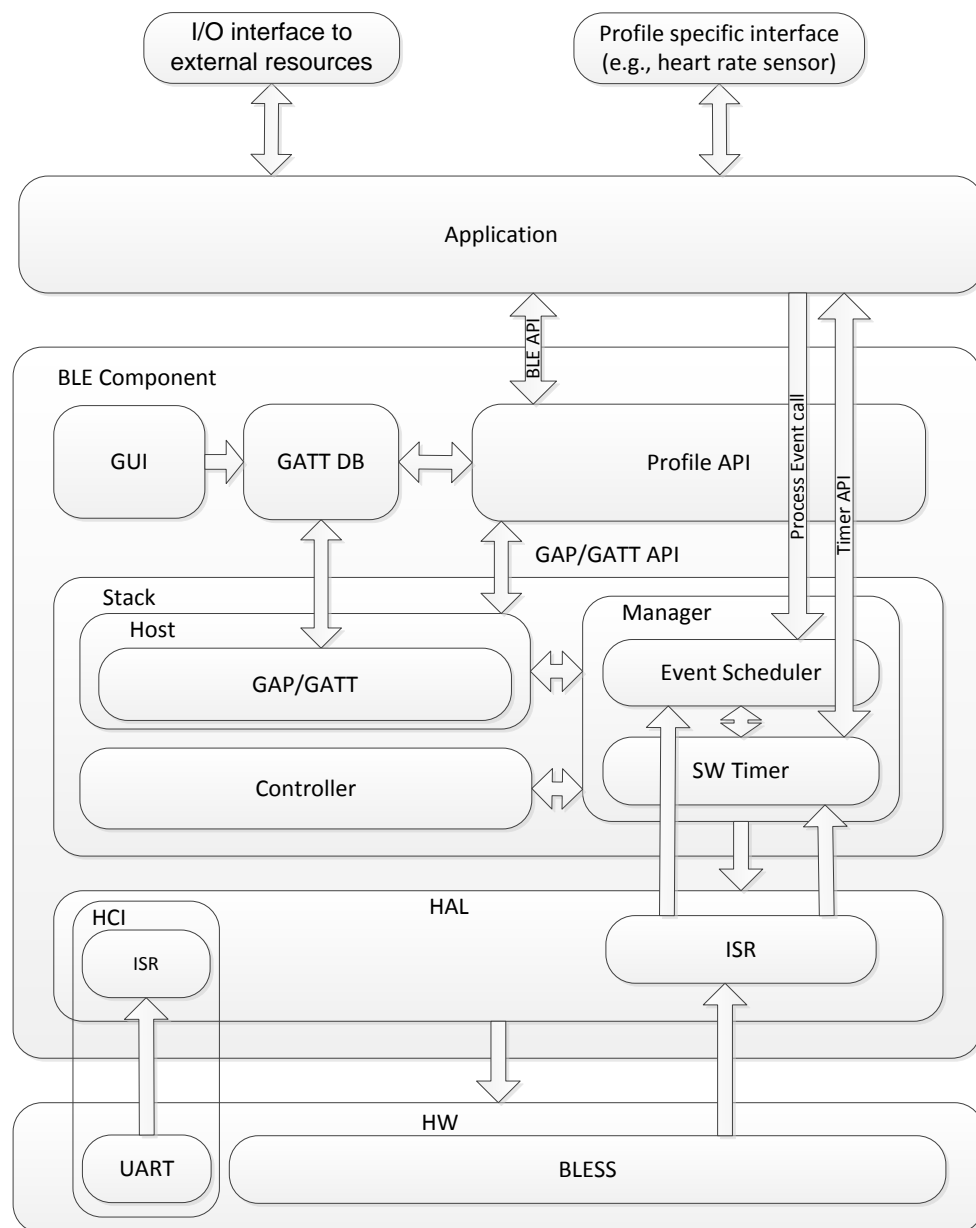 I/O interface to
external resources
Profile specific interface
(e.g., heart rate sensor)
Application
BLE API
Process Event call
Timer API
BLE Component
GUI
GATT DB
Profile API
GAP/GATT API
Stack
Host
GAP/GATT
Manager
Event Scheduler
SW Timer
Controller
HAL
HCI
ISR
ISR
HW
UART
BLESS